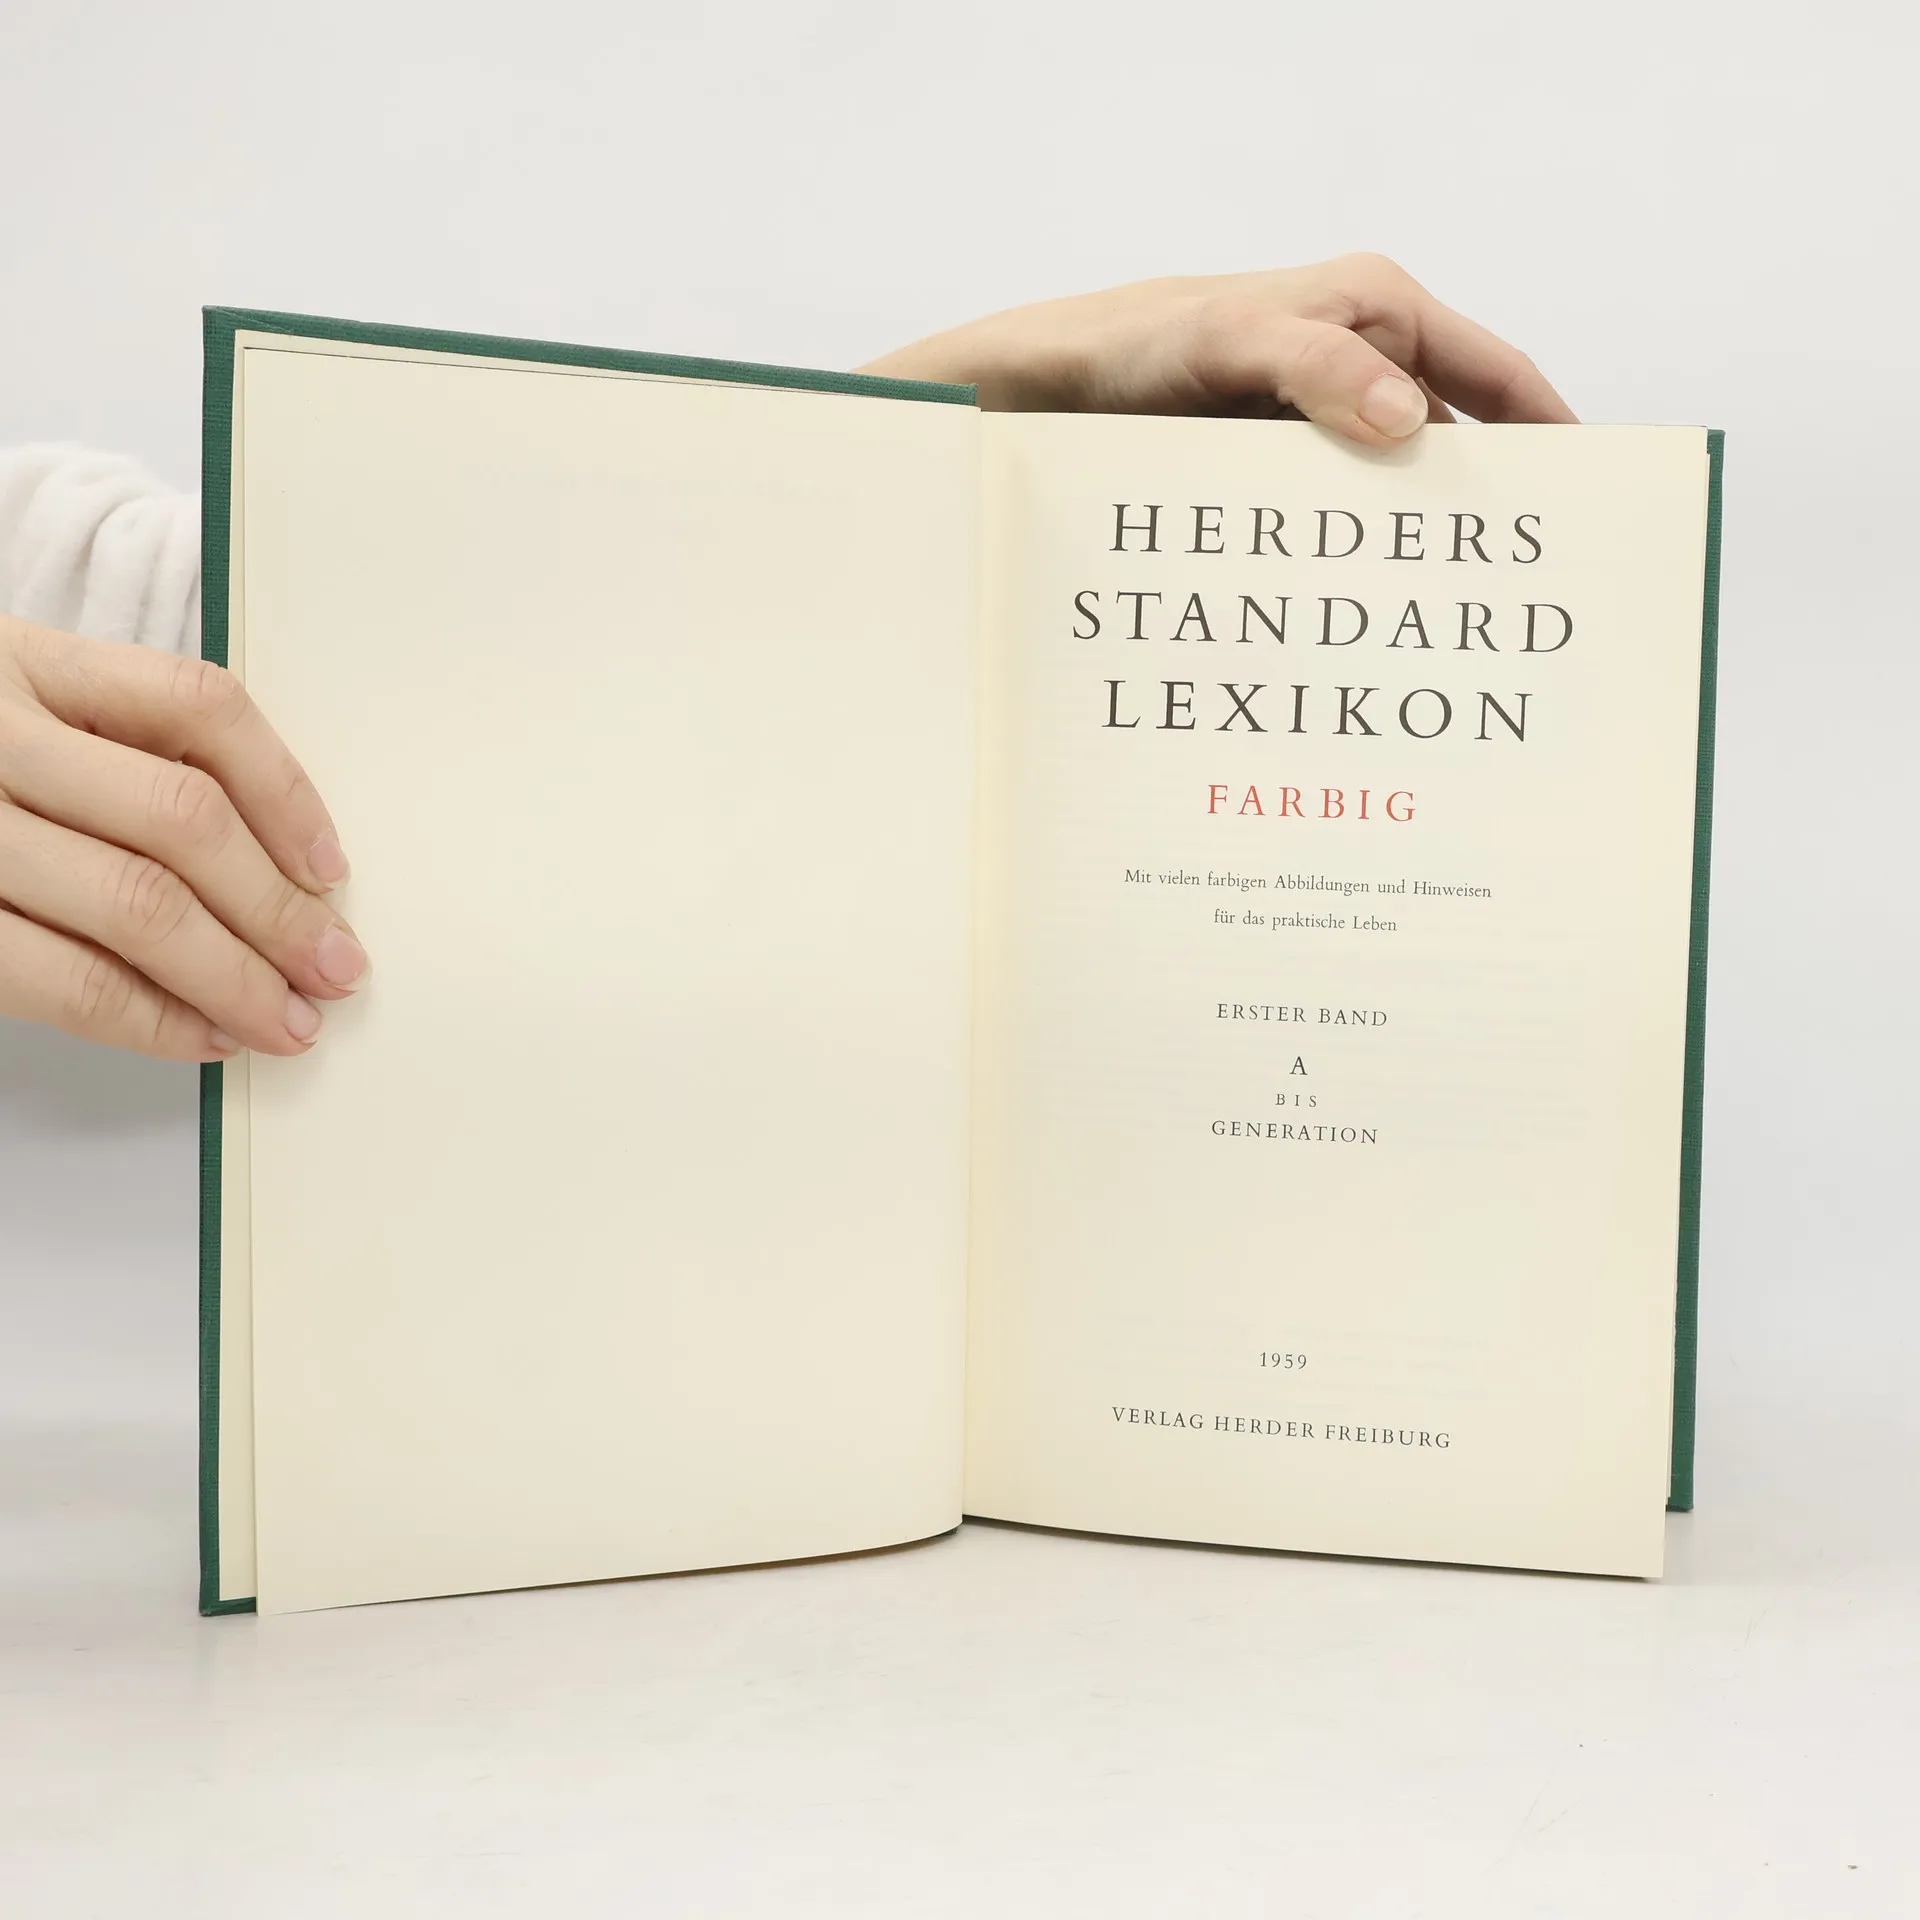 HERDERS
STANDARD
LEXIKON
FARBIG
Mit vielen farbigen Abbildungen und Hinweisen
für das praktische Leben
ERSTER BAND
A
BIS
GENERATION
1959
VERLAG HERDER FREIBURG